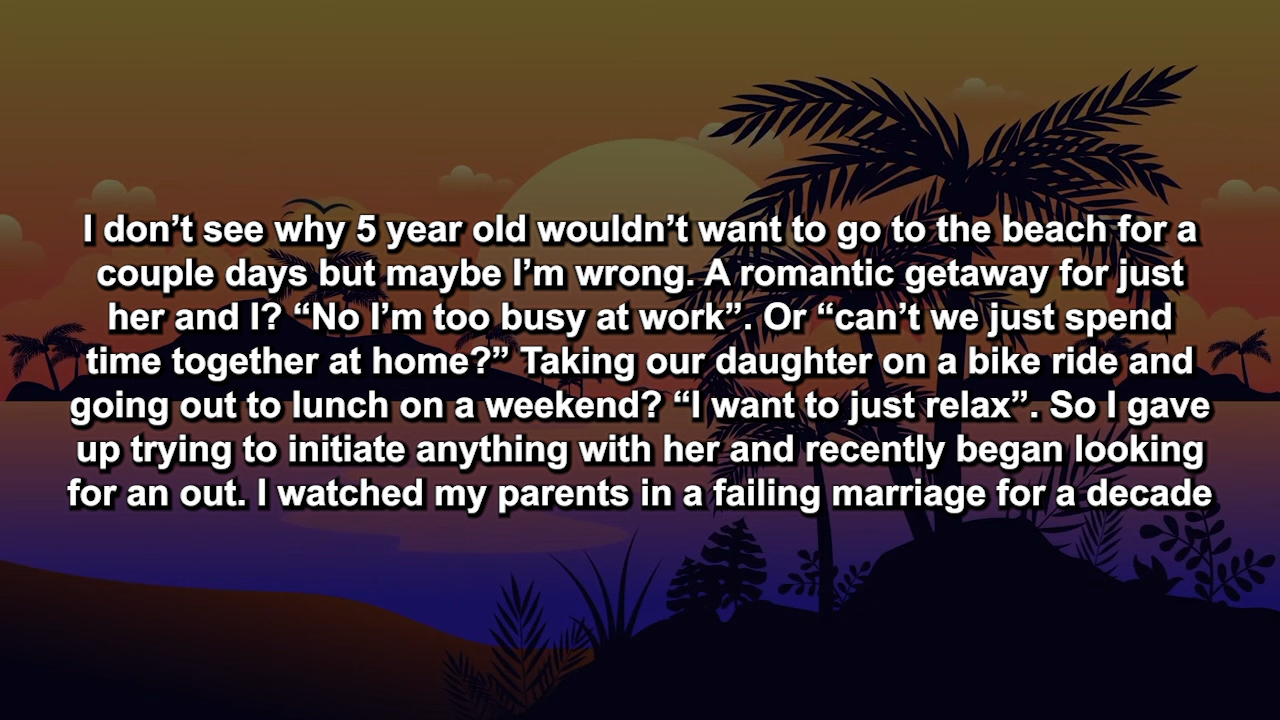 I don’t see why 5 year old wouldn’t want to go to the beach for a
couple days but maybe I’m wrong. A romantic getaway for just
her and I? “No I’m too busy at work”. Or “can’t we just spend
time together at home?” Taking our daughter on a bike ride and
going out to lunch on a weekend? “I want to just relax”. So I gave
up trying to initiate anything with her and recently began looking
for an out. I watched my parents in a failing marriage for a decade